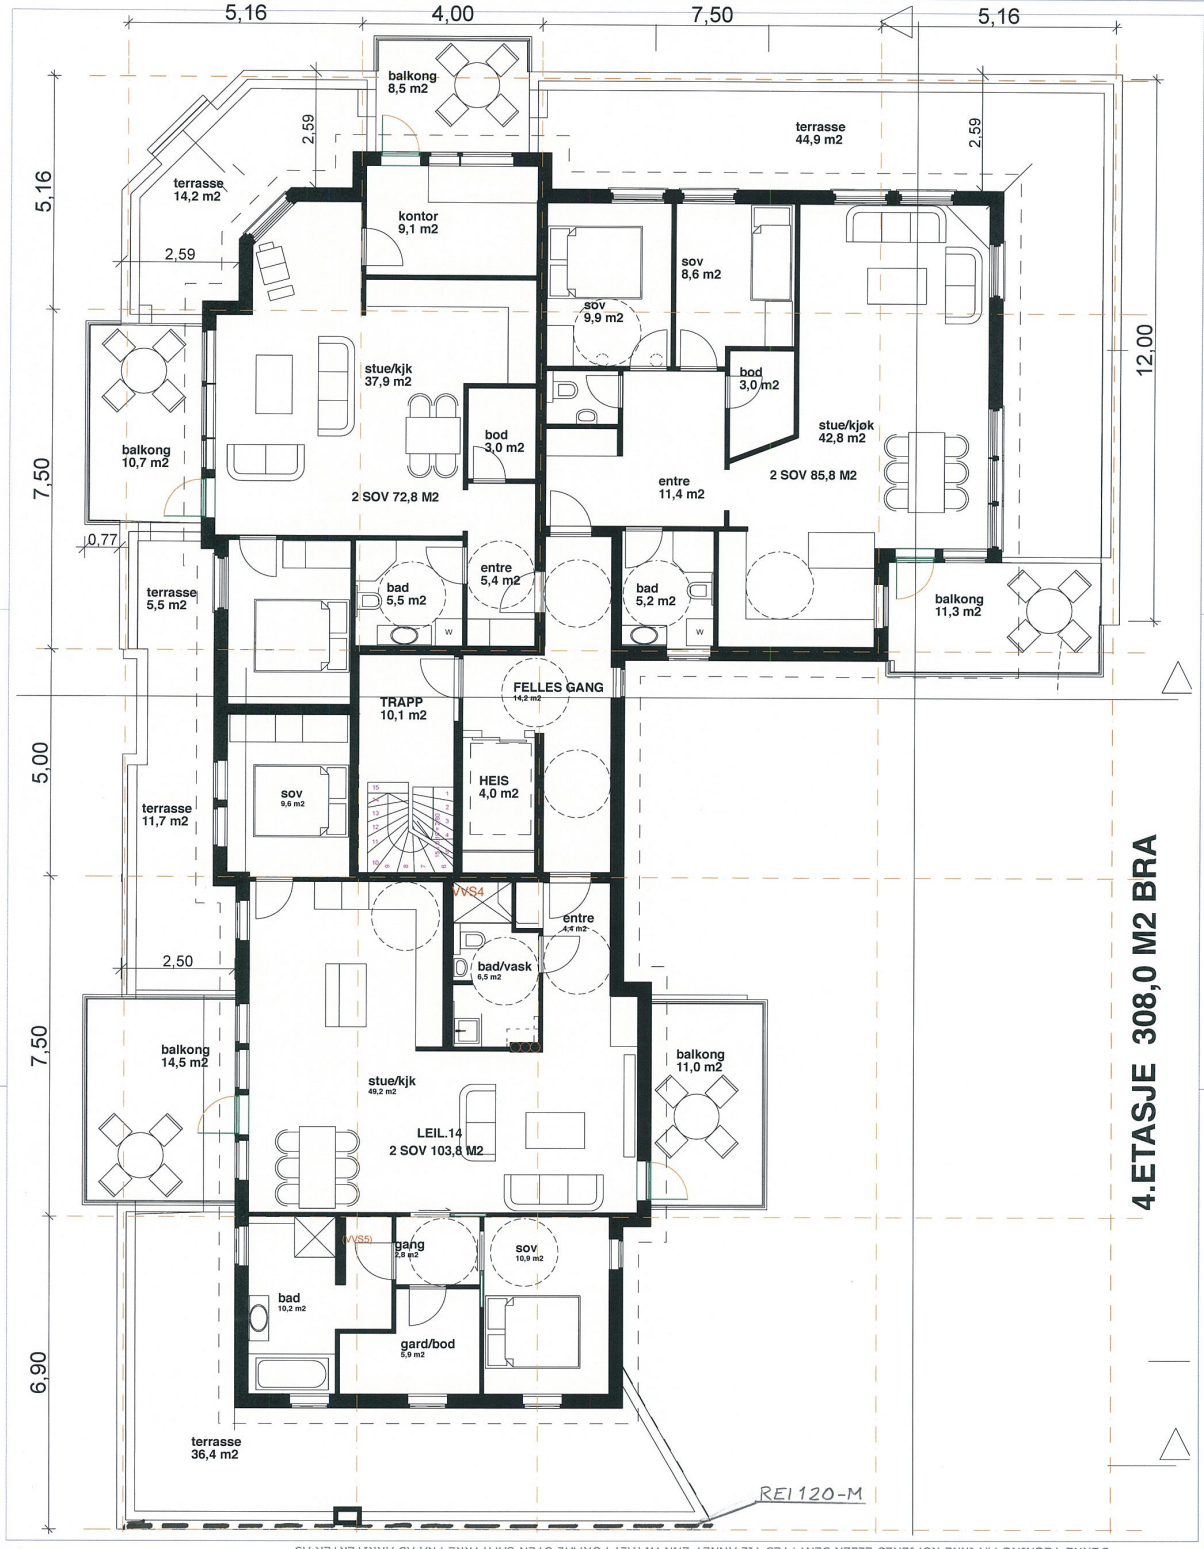 5,16
4,00
7,50
5,16
balkong
8,5 m2
2,59
terrasse
44,9 m2
2,59
5,16
terrasse
14,2 m2
kontor
9,1 m2
2,59
sov
8,6 m2
sov
9,9 m2
12,00
stue/kjk
37,9 m2
bod
3,0 m2
bod
3,0 m2
stue/kjøk
42,8 m2
balkong
10,7 m2
7,50
2 SOV 72,8 M2
entre
11,4 m2
2 SOV 85,8 M2
0,77
terrasse
5,5 m2
bad
5,5 m2
entre
5,4 m2
bad
5,2 m2
balkong
11,3 m2
W
W
FELLES GANG
14,2 m2
TRAPP
10,1 m2
5,00
HEIS
4,0 m2
sov
9,6 m2
terrasse
11,7 m2
VVS4
entre
4,4 m2
2,50
bad/vask
6,5 m2
7,50
balkong
14,5 m2
balkong
11,0 m2
stue/kjk
49,2 m2
LEIL.14
2 SOV 103,8 M2
4.ETASJE 308,0 M2 BRA
(VVS5)
gang
2,8 m2
sov
10,9 m2
bad
10,2 m2
gard/bod
5,9 m2
6,90
terrasse
36,4 m2
REI 120-M